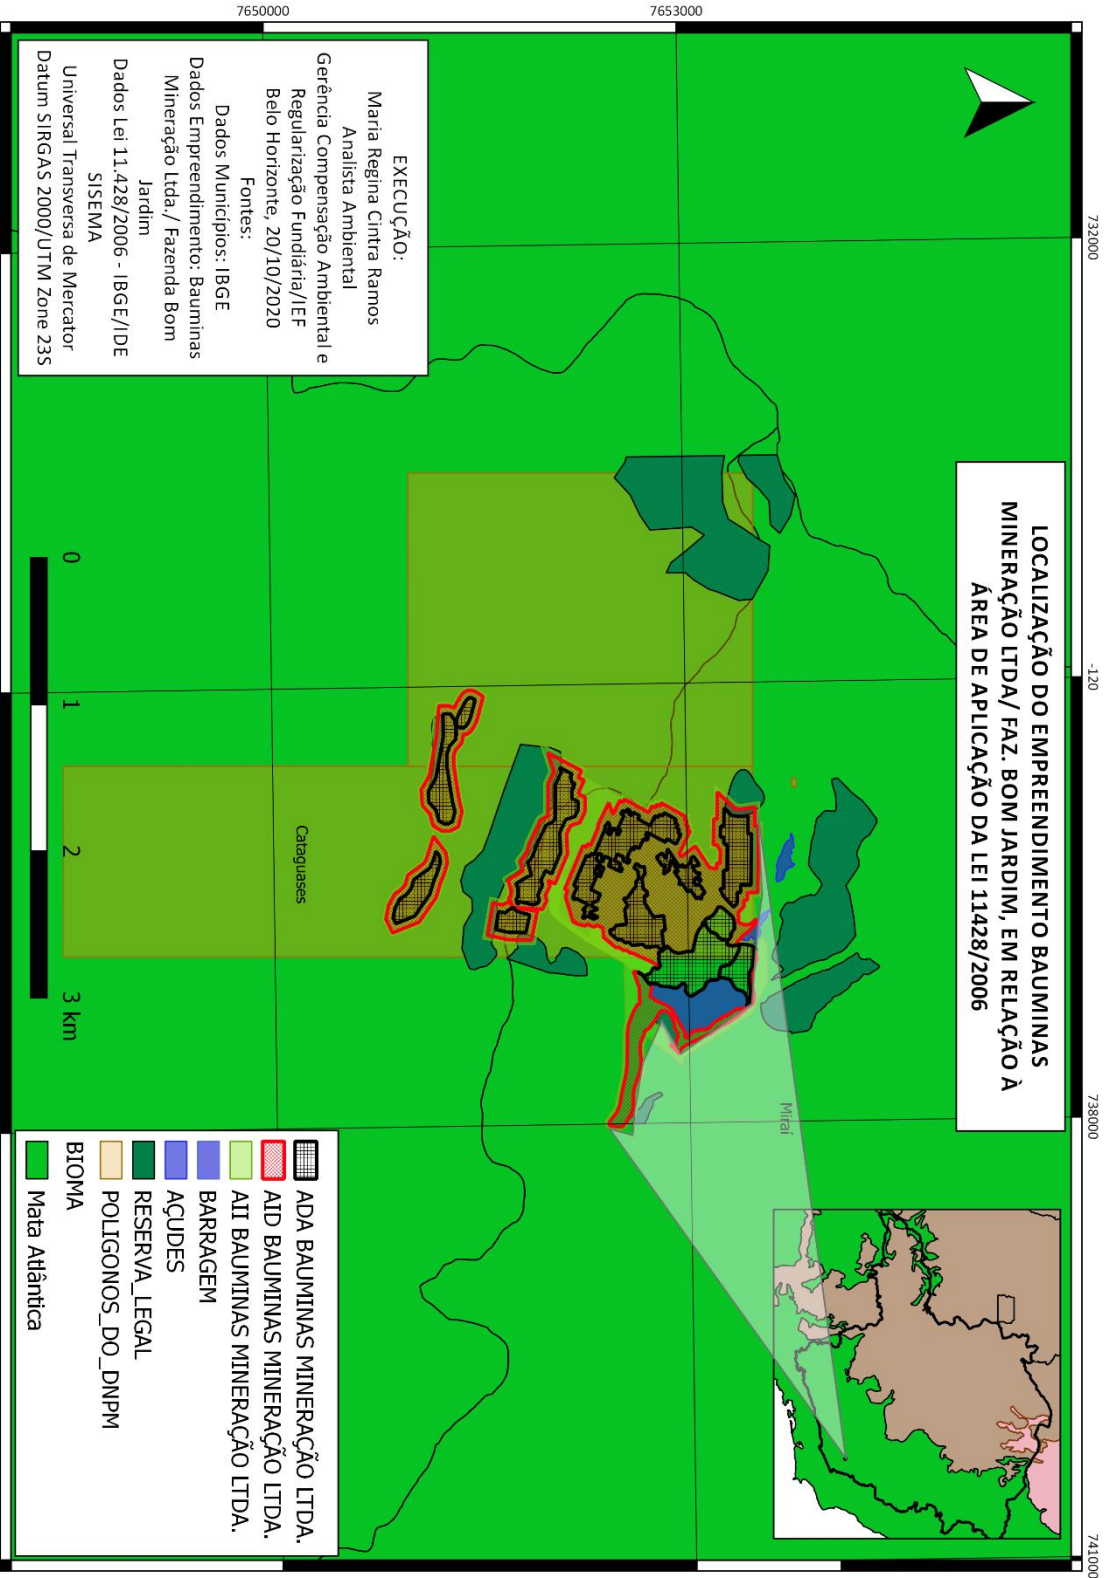 LOCALIZAÇÃO DO EMPREENDIMENTO BAUMINAS
MINERAÇÃO LTDA/ FAZ. BOM JARDIM, EM RELAÇÃO À
ÁREA DE APLICAÇÃO DA LEI 11428/2006
732000
-120
738000
741000
7653000
7650000
Miraí
Cataguases
EXECUÇÃO:
Maria Regina Cintra Ramos
Analista Ambiental
Gerência Compensação Ambiental e
Regularização Fundiária/IEF
Belo Horizonte, 20/10/2020
Fontes:
Dados Municípios: IBGE
Dados Empreendimento: Bauminas
Mineração Ltda./ Fazenda Bom
Jardim
Dados Lei 11.428/2006 - IBGE/IDE
SISEMA
Universal Transversa de Mercator
Datum SIRGAS 2000/UTM Zone 23S
0 1 2 3 km
ADA BAUMINAS MINERAÇÃO LTDA.
AID BAUMINAS MINERAÇÃO LTDA.
AII BAUMINAS MINERAÇÃO LTDA.
BARRAGEM
AÇUDES
RESERVA_LEGAL
POLIGONOS_DO_DNPM
BIOMA
Mata Atlântica